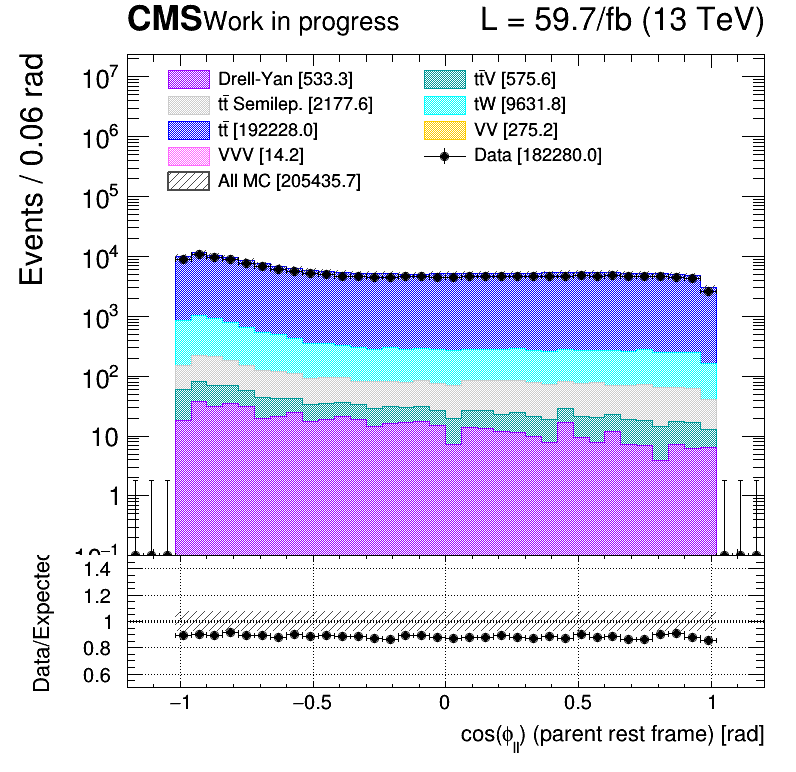 CMS Work in progress L = 59.7/fb (13 TeV)
Events / 0.06 rad
10⁷
10⁶
10⁵
10⁴
10³
10²
10
1
10⁻¹
Drell-Yan [533.3]
tt̄V [575.6]
tt̄ Semilep. [2177.6]
tW [9631.8]
tt̄ [192228.0]
VV [275.2]
VVV [14.2]
Data [182280.0]
All MC [205435.7]
Data/Expected
1.4
1.2
1
0.8
0.6
−1 −0.5 0 0.5 1
cos(ϕ_ll) (parent rest frame) [rad]